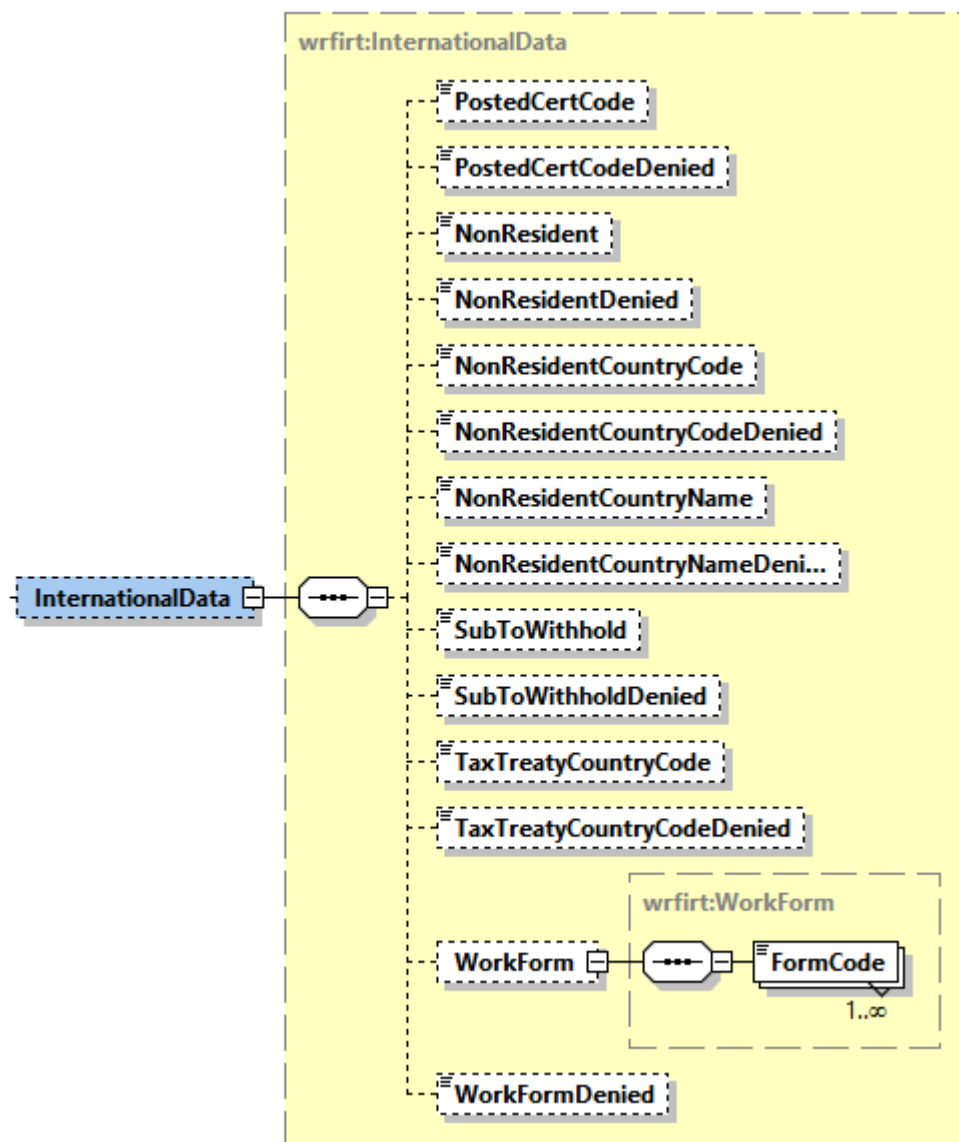 wrfirt:InternationalData
PostedCertCode
PostedCertCodeDenied
NonResident
NonResidentDenied
NonResidentCountryCode
NonResidentCountryCodeDenied
NonResidentCountryName
NonResidentCountryNameDeni...
InternationalData
SubToWithhold
SubToWithholdDenied
TaxTreatyCountryCode
TaxTreatyCountryCodeDenied
wrfirt:WorkForm
WorkForm
FormCode
1..∞
WorkFormDenied